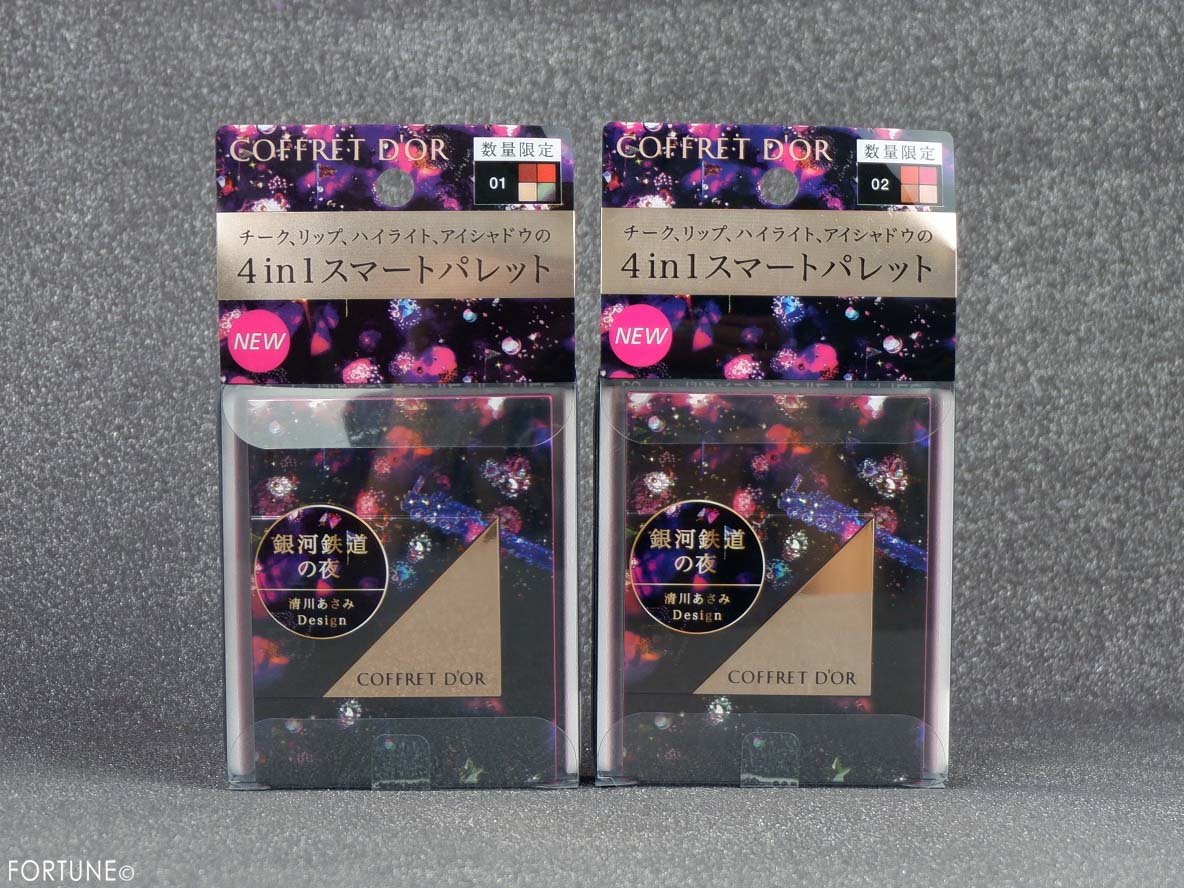 COFFRET D'OR
数量限定
01
チーク、リップ、ハイライト、アイシャドウの
4in1スマートパレット
NEW
銀河鉄道
の夜
清川あさみ
Design
COFFRET D'OR
COFFRET D'OR
数量限定
02
チーク、リップ、ハイライト、アイシャドウの
4in1スマートパレット
NEW
銀河鉄道
の夜
清川あさみ
Design
COFFRET D'OR
FORTUNE©